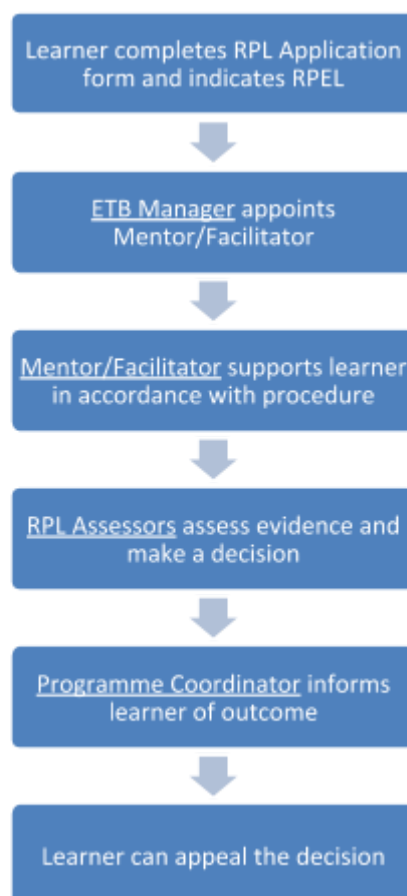 Learner completes RPL Application
form and indicates RPEL
ETB Manager appoints
Mentor/Facilitator
Mentor/Facilitator supports learner
in accordance with procedure
RPL Assessors assess evidence and
make a decision
Programme Coordinator informs
learner of outcome
Learner can appeal the decision